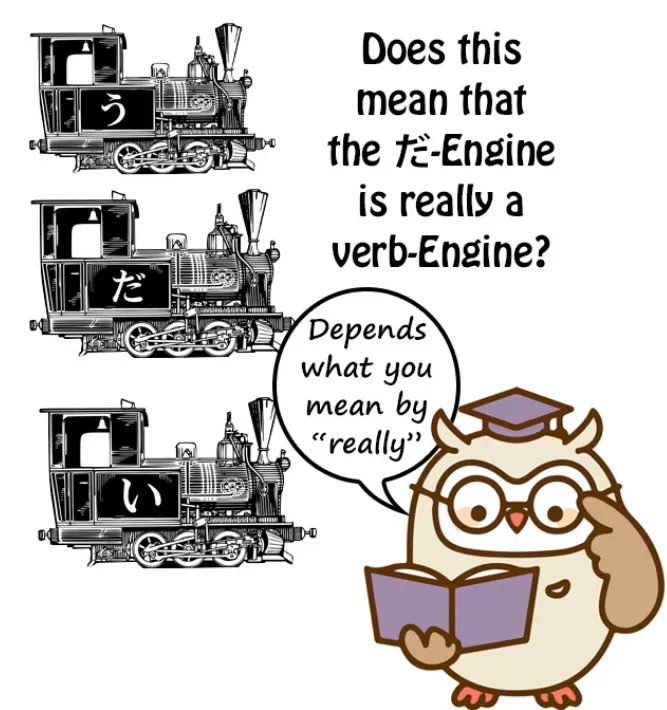 う
だ
い
Does this
mean that
the だ-Engine
is really a
verb-Engine?
Depends
what you
mean by
“really”